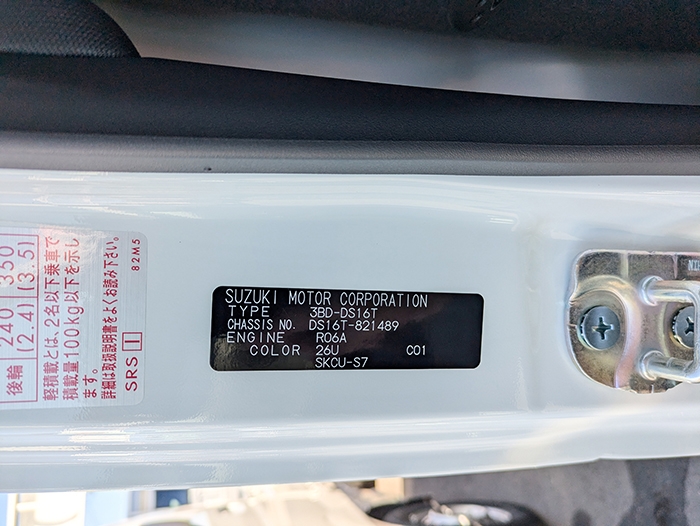 SUZUKI MOTOR CORPORATION
TYPE 3BD-DS16T
CHASSIS NO. DS16T-821489
ENGINE R06A
COLOR 26U C01
SKCU-S7
後輪 240 (2.4) 350 (3.5)
軽積載とは、2名以下乗車で
積載量100kg以下を示し
ます。
詳細は取扱説明書をよくお読み下さい。
SRS I
82M5